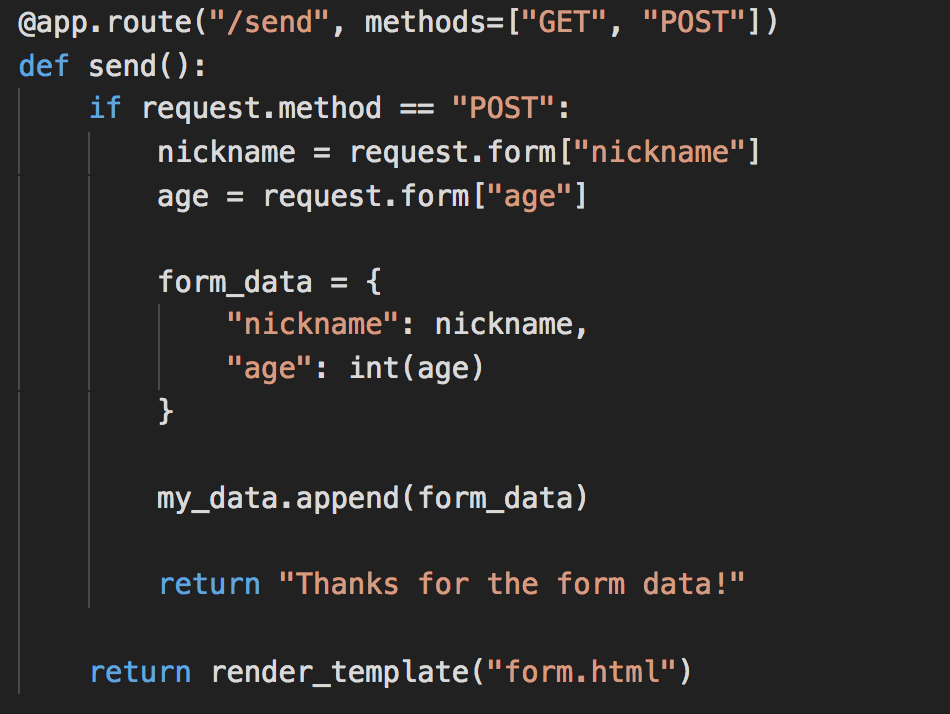 @app.route("/send", methods=["GET", "POST"])
def send():
    if request.method == "POST":
        nickname = request.form["nickname"]
        age = request.form["age"]

        form_data = {
            "nickname": nickname,
            "age": int(age)
        }

        my_data.append(form_data)

        return "Thanks for the form data!"

    return render_template("form.html")